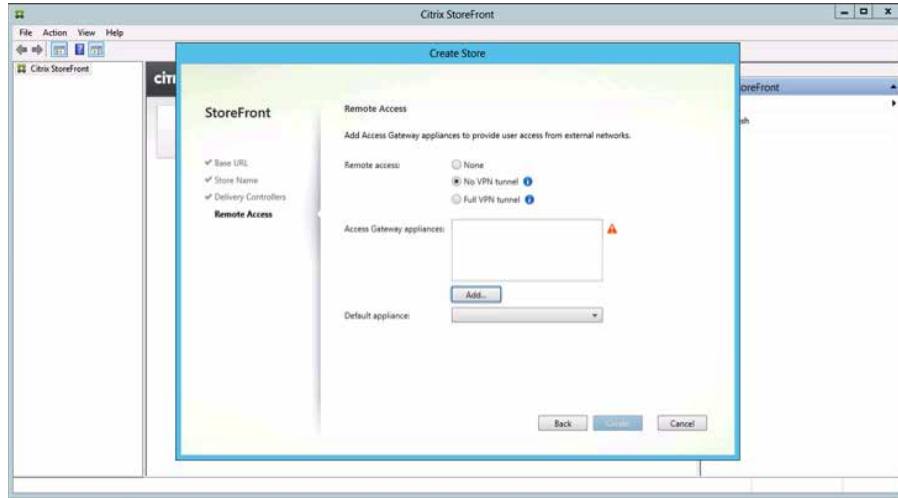 Citrix StoreFront
File Action View Help
Citrix StoreFront
Create Store
StoreFront
Base URL
Store Name
Delivery Controllers
Remote Access
Remote Access
Add Access Gateway appliances to provide user access from external networks.
Remote access:
None
No VPN tunnel
Full VPN tunnel
Access Gateway appliances:
Add...
Default appliance:
Back
Create
Cancel
oreFront